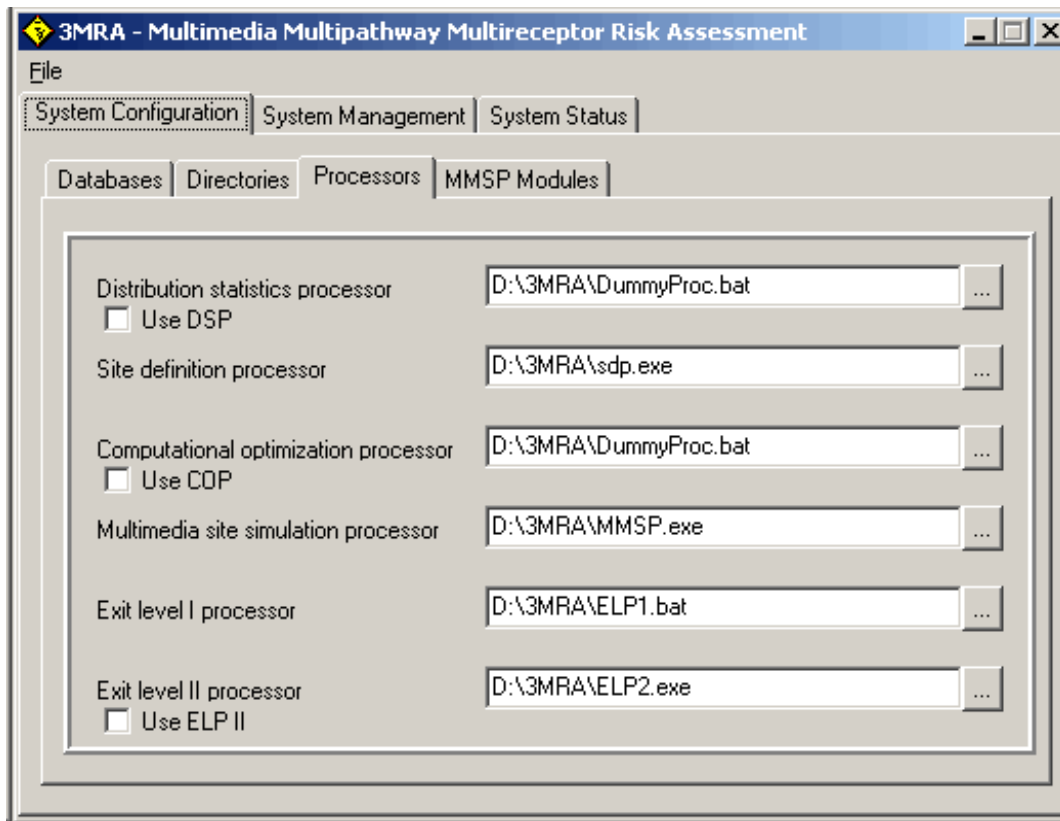 3MRA - Multimedia Multipathway Multireceptor Risk Assessment
File
System Configuration System Management System Status
Databases Directories Processors MMSP Modules
Distribution statistics processor D:\3MRA\DummyProc.bat ...
Use DSP
Site definition processor D:\3MRA\sdp.exe ...
Computational optimization processor D:\3MRA\DummyProc.bat ...
Use COP
Multimedia site simulation processor D:\3MRA\MMSP.exe ...
Exit level I processor D:\3MRA\ELP1.bat ...
Exit level II processor D:\3MRA\ELP2.exe ...
Use ELP II